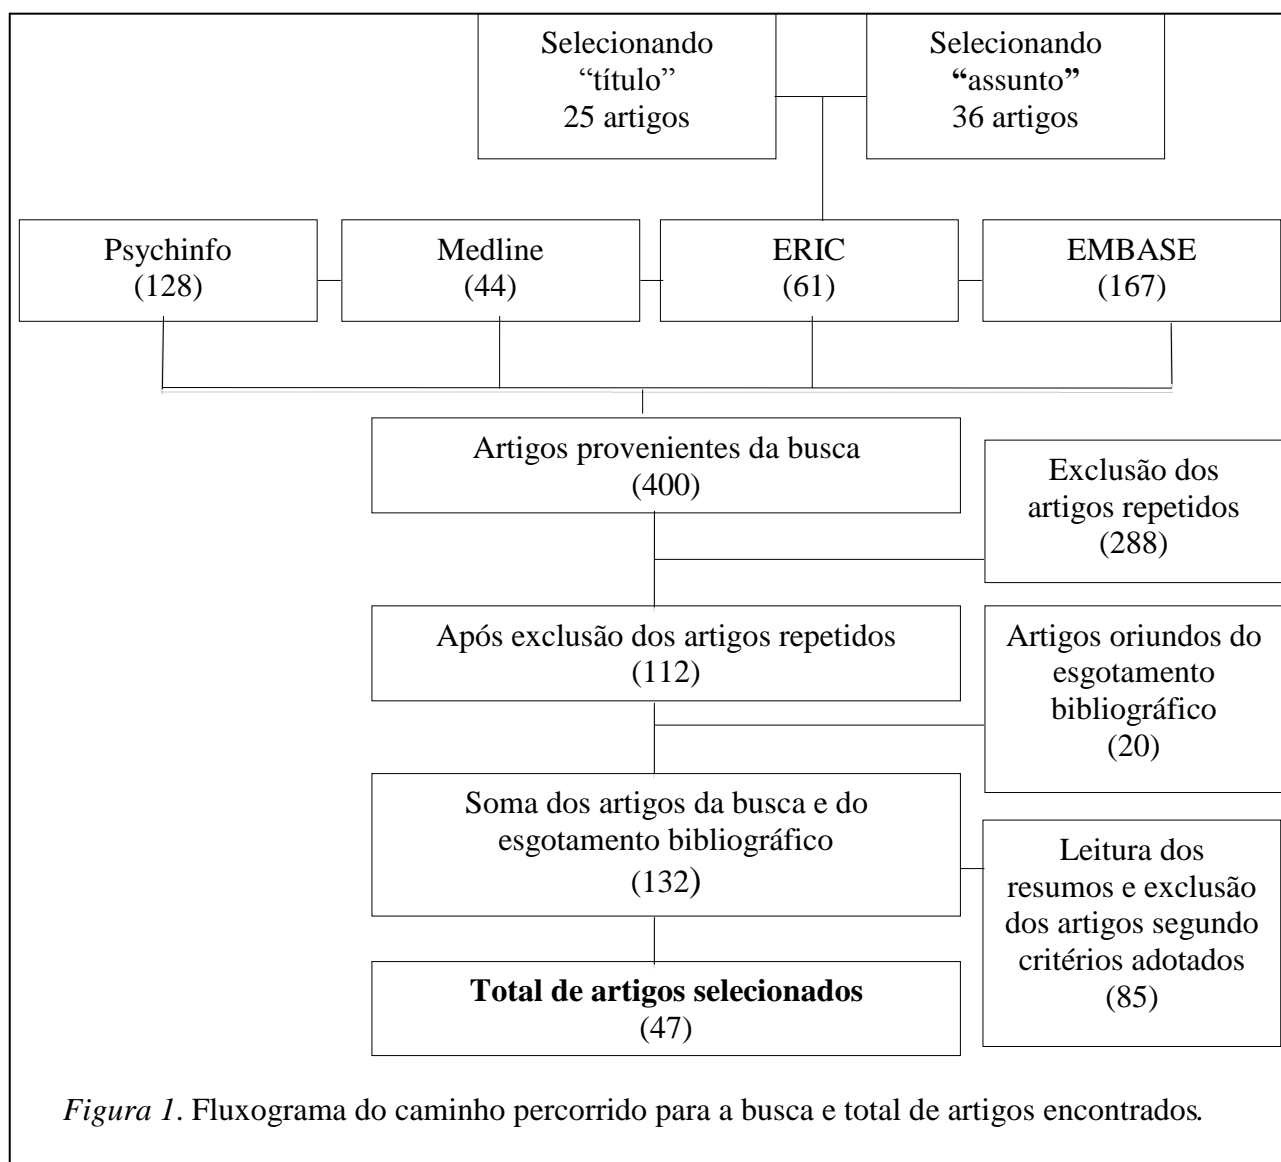 Selecionando
“título”
25 artigos
Selecionando
“assunto”
36 artigos
Psychinfo
(128)
Medline
(44)
ERIC
(61)
EMBASE
(167)
Artigos provenientes da busca
(400)
Exclusão dos
artigos repetidos
(288)
Após exclusão dos artigos repetidos
(112)
Artigos oriundos do
esgotamento
bibliográfico
(20)
Soma dos artigos da busca e do
esgotamento bibliográfico
(132)
Leitura dos
resumos e exclusão
dos artigos segundo
critérios adotados
(85)
Total de artigos selecionados
(47)
Figura 1. Fluxograma do caminho percorrido para a busca e total de artigos encontrados.